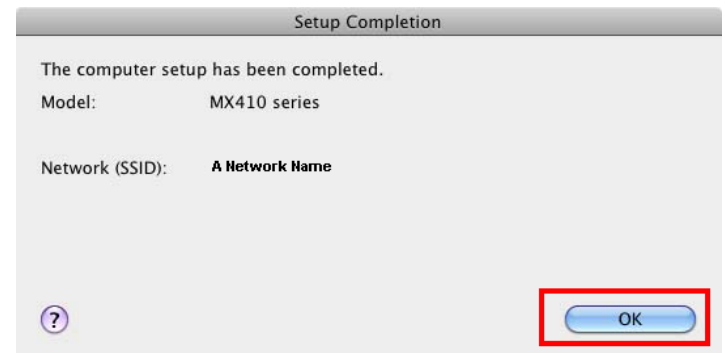 Setup Completion
The computer setup has been completed.
Model: MX410 series
Network (SSID): A Network Name
? OK